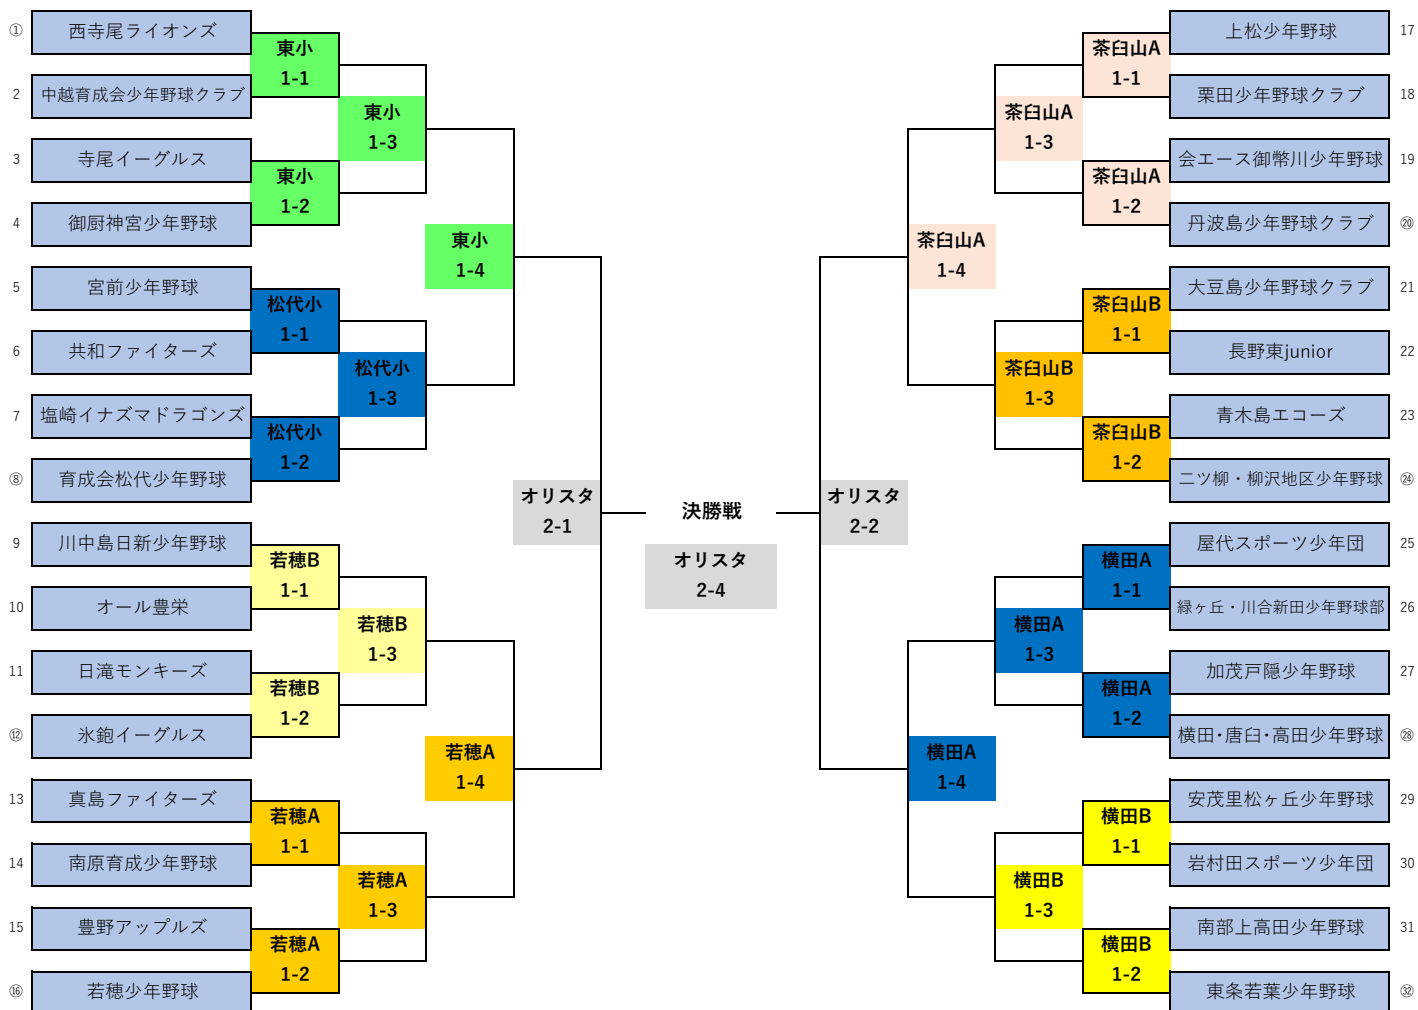 ① 西寺尾ライオンズ
東小
1-1
2 中越育成会少年野球クラブ
東小
1-3
3 寺尾イーグルス
東小
1-2
4 御厨神宮少年野球
東小
1-4
5 宮前少年野球
松代小
1-1
6 共和ファイターズ
松代小
1-3
7 塩崎イナズマドラゴンズ
松代小
1-2
⑧ 育成会松代少年野球
オリスタ
2-1
9 川中島日新少年野球
若穂B
1-1
10 オール豊栄
若穂B
1-3
11 日滝モンキーズ
若穂B
1-2
⑫ 氷鉋イーグルス
若穂A
1-4
13 真島ファイターズ
若穂A
1-1
14 南原育成少年野球
若穂A
1-3
15 豊野アップルズ
若穂A
1-2
⑯ 若穂少年野球
決勝戦
オリスタ
2-4
上松少年野球 17
茶臼山A
1-1
栗田少年野球クラブ 18
茶臼山A
1-3
会エース御幣川少年野球 19
茶臼山A
1-2
丹波島少年野球クラブ ⑳
茶臼山A
1-4
大豆島少年野球クラブ 21
茶臼山B
1-1
長野東junior 22
茶臼山B
1-3
青木島エコーズ 23
茶臼山B
1-2
二ツ柳・柳沢地区少年野球 ㉔
オリスタ
2-2
屋代スポーツ少年団 25
横田A
1-1
緑ヶ丘・川合新田少年野球部 26
横田A
1-3
加茂戸隠少年野球 27
横田A
1-2
横田・唐臼・高田少年野球 ㉘
横田A
1-4
安茂里松ヶ丘少年野球 29
横田B
1-1
岩村田スポーツ少年団 30
横田B
1-3
南部上高田少年野球 31
横田B
1-2
東条若葉少年野球 ㉜